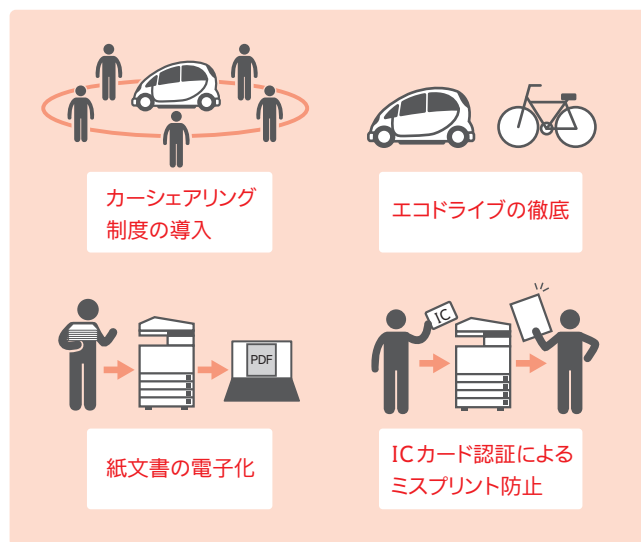 カーシェアリング
制度の導入
エコドライブの徹底
PDF
紙文書の電子化
IC
ICカード認証による
ミスプリント防止